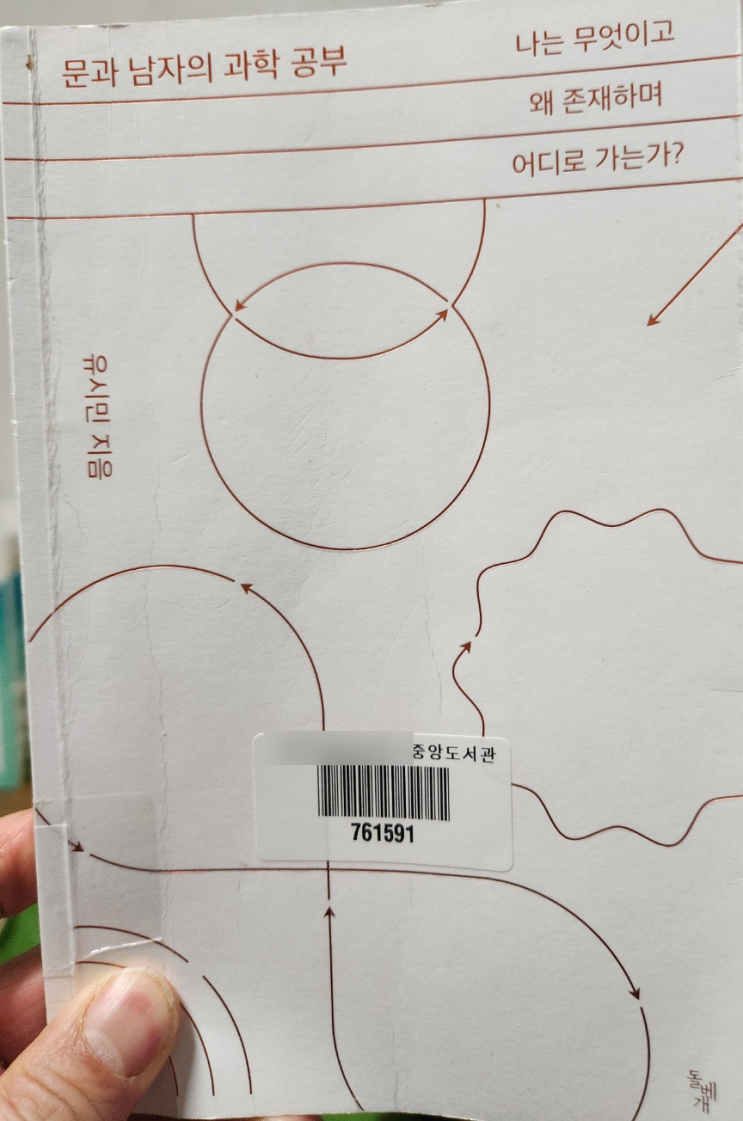 문과 남자의 과학 공부
나는 무엇이고
왜 존재하며
어디로 가는가?
유시민 지음
중앙도서관
761591
돌베개